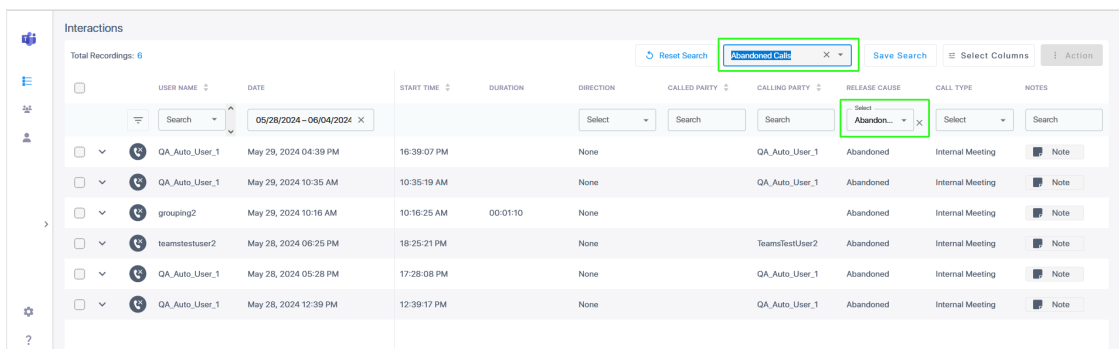 Interactions
Total Recordings: 6 Reset Search Abandoned Calls Save Search Select Columns Action
USER NAME DATE START TIME DURATION DIRECTION CALLED PARTY CALLING PARTY RELEASE CAUSE CALL TYPE NOTES
Select
Search 05/28/2024 – 06/04/2024 Select Search Search Abandon... Select Search
QA_Auto_User_1 May 29, 2024 04:39 PM 16:39:07 PM None QA_Auto_User_1 Abandoned Internal Meeting Note
QA_Auto_User_1 May 29, 2024 10:35 AM 10:35:19 AM None QA_Auto_User_1 Abandoned Internal Meeting Note
grouping2 May 29, 2024 10:16 AM 10:16:25 AM 00:01:10 None Abandoned Internal Meeting Note
teamstestuser2 May 28, 2024 06:25 PM 18:25:21 PM None TeamsTestUser2 Abandoned Internal Meeting Note
QA_Auto_User_1 May 28, 2024 05:28 PM 17:28:08 PM None QA_Auto_User_1 Abandoned Internal Meeting Note
QA_Auto_User_1 May 28, 2024 12:39 PM 12:39:17 PM None QA_Auto_User_1 Abandoned Internal Meeting Note